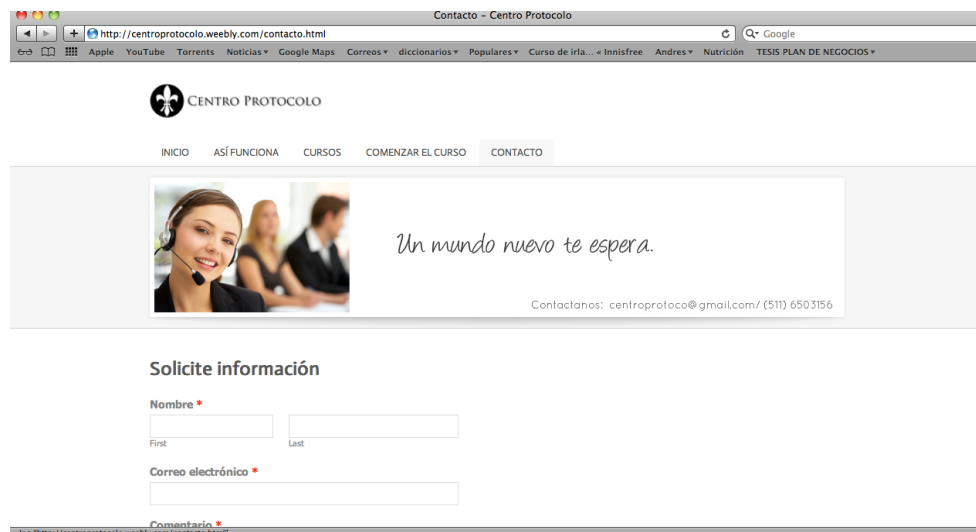 Contacto – Centro Protocolo
http://centroprotocolo.weebly.com/contacto.html
Google
Apple YouTube Torrents Noticias Google Maps Correos diccionarios Populares Curso de irla... « Innisfree Andres Nutrición TESIS PLAN DE NEGOCIOS
CENTRO PROTOCOLO
INICIO ASÍ FUNCIONA CURSOS COMENZAR EL CURSO CONTACTO
Un mundo nuevo te espera.
Contactanos: centroprotoco@gmail.com/ (511) 6503156
Solicite información
Nombre *
First Last
Correo electrónico *
Comentario *